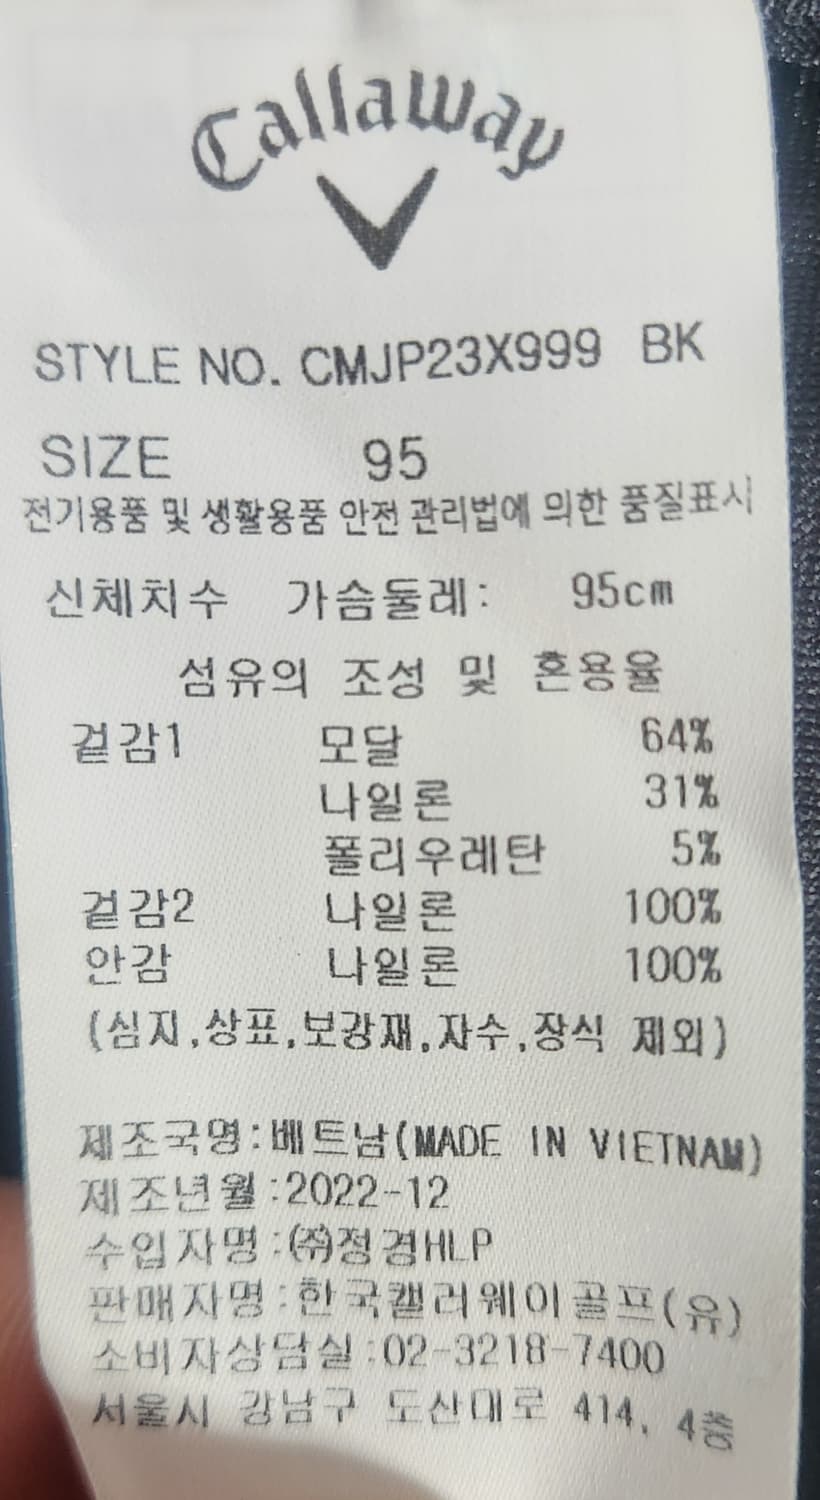 Callaway
STYLE NO. CMJP23X999 BK
SIZE 95
전기용품 및 생활용품 안전 관리법에 의한 품질표시
신체치수 가슴둘레: 95cm
섬유의 조성 및 혼용율
겉감1 모달 64%
나일론 31%
폴리우레탄 5%
겉감2 나일론 100%
안감 나일론 100%
(심지,상표,보강재,자수,장식 제외)
제조국명:베트남(MADE IN VIETNAM)
제조년월:2022-12
수입자명:㈜정경HLP
판매자명:한국캘러웨이골프(유)
소비자상담실:02-3218-7400
서울시 강남구 도산대로 414, 4층